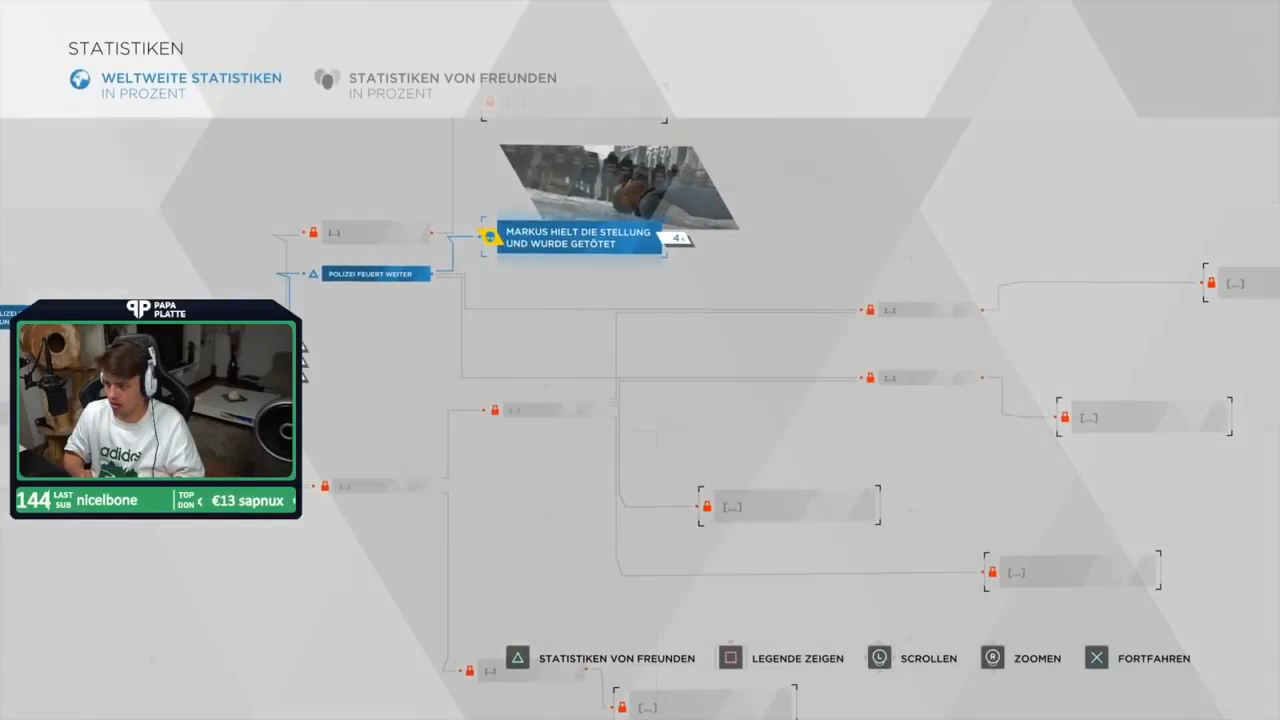 STATISTIKEN
WELTWEITE STATISTIKEN
IN PROZENT
STATISTIKEN VON FREUNDEN
IN PROZENT
[...]
MARKUS HIELT DIE STELLUNG
UND WURDE GETÖTET
4%
[...]
POLIZEI FEUERT WEITER
[...]
[...]
PAPA
PLATTE
[...]
[...]
[...]
adidas
[...]
[...]
144
LAST
SUB
nicelbone
TOP
DON
€13 sapnux
[...]
STATISTIKEN VON FREUNDEN
LEGENDE ZEIGEN
L
SCROLLEN
R
ZOOMEN
FORTFAHREN
[...]
[...]